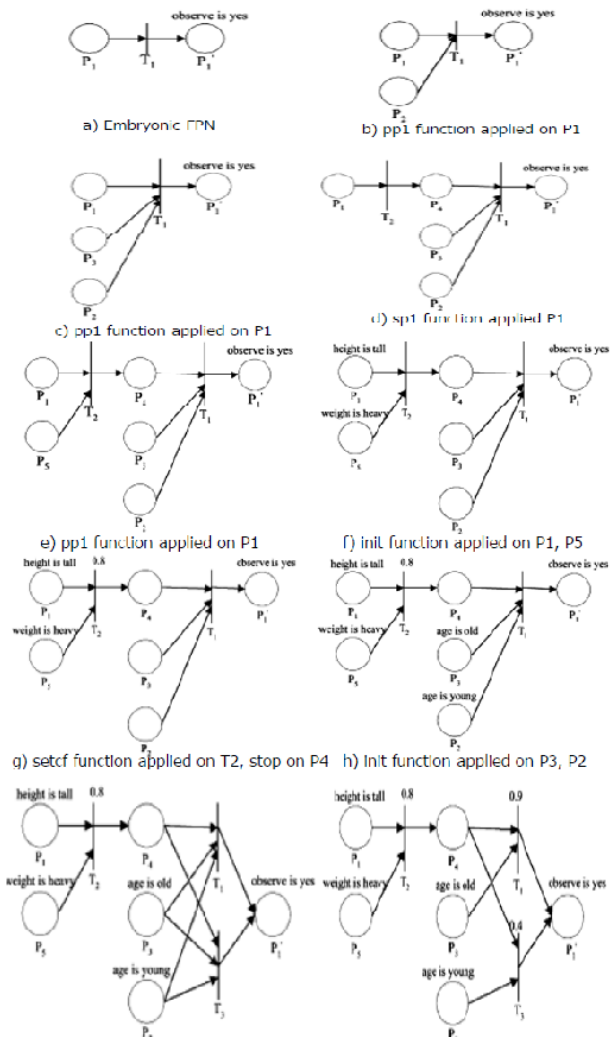 observe is yes
P1 T1 P1'
a) Embryonic FPN
observe is yes
P1 T1 P1'
P2
b) pp1 function applied on P1
observe is yes
P1 T1 P1'
P3
P2
c) pp1 function applied on P1
observe is yes
P1 T2 P4 T1 P1'
P3
P2
d) sp1 function applied P1
observe is yes
P1 T2 T1 P1'
P5
e) pp1 function applied on P1
height is tall observe is yes
P1 T2 P4 T1 P1'
weight is heavy
P3
P2
f) init function applied on P1, P5
height is tall 0.8 observe is yes
P1 T2 P4 T1 P1'
weight is heavy
P3
P2
g) setcf function applied on T2, stop on P4
height is tall 0.8 observe is yes
P1 T2 P4 T1 P1'
weight is heavy age is old
P5 P3
age is young
h) init function applied on P3, P2
height is tall 0.8
P1 T2 P4 T1
weight is heavy age is old observe is yes
P5 P3 P1'
age is young
T3
height is tall 0.8 0.9
P1 T2 P4 T1
weight is heavy age is old observe is yes
P5 P3 0.4 P1'
age is young
T3